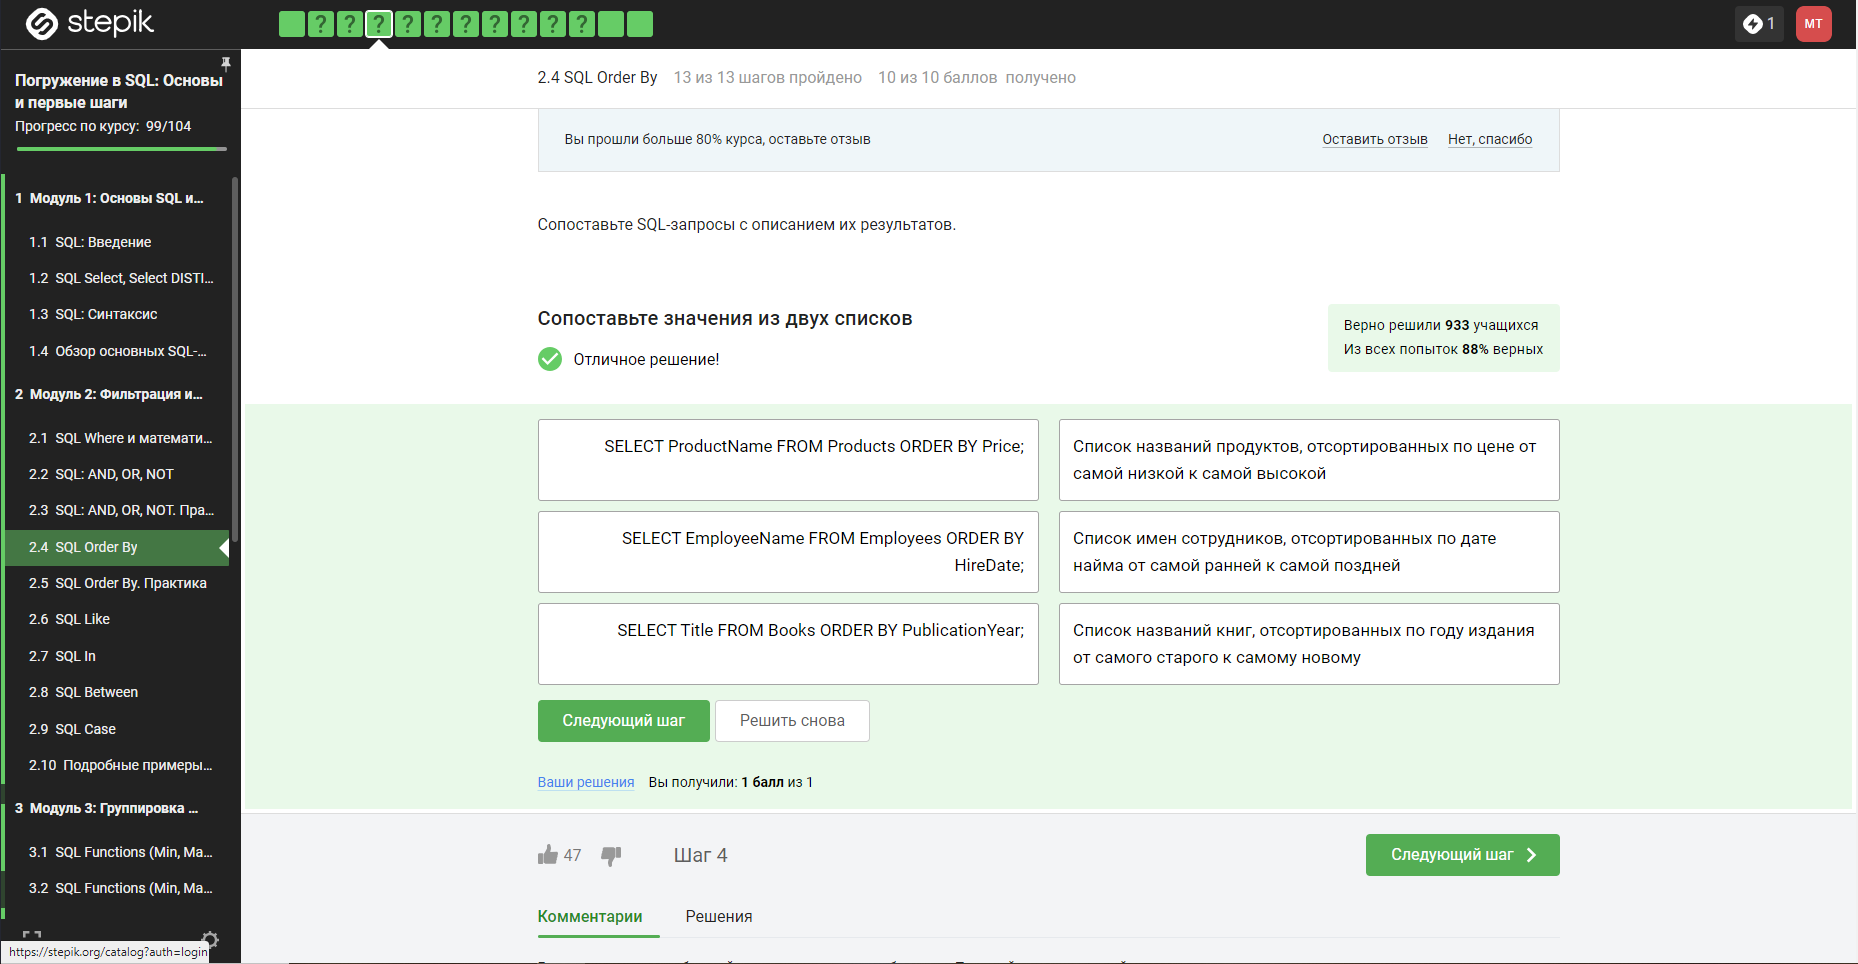 stepik
? ? ? ? ? ? ? ? ? ?
1
MT
Погружение в SQL: Основы
и первые шаги
Прогресс по курсу: 99/104
1 Модуль 1: Основы SQL и...
1.1 SQL: Введение
1.2 SQL Select, Select DISTI...
1.3 SQL: Синтаксис
1.4 Обзор основных SQL-...
2 Модуль 2: Фильтрация и...
2.1 SQL Where и математи...
2.2 SQL: AND, OR, NOT
2.3 SQL: AND, OR, NOT. Пра...
2.4 SQL Order By
2.5 SQL Order By. Практика
2.6 SQL Like
2.7 SQL In
2.8 SQL Between
2.9 SQL Case
2.10 Подробные примеры...
3 Модуль 3: Группировка ...
3.1 SQL Functions (Min, Ma...
3.2 SQL Functions (Min, Ma...
https://stepik.org/catalog?auth=login
2.4 SQL Order By 13 из 13 шагов пройдено 10 из 10 баллов получено
Вы прошли больше 80% курса, оставьте отзыв
Оставить отзыв Нет, спасибо
Сопоставьте SQL-запросы с описанием их результатов.
Сопоставьте значения из двух списков
Отличное решение!
Верно решили 933 учащихся
Из всех попыток 88% верных
SELECT ProductName FROM Products ORDER BY Price;
Список названий продуктов, отсортированных по цене от
самой низкой к самой высокой
SELECT EmployeeName FROM Employees ORDER BY
HireDate;
Список имен сотрудников, отсортированных по дате
найма от самой ранней к самой поздней
SELECT Title FROM Books ORDER BY PublicationYear;
Список названий книг, отсортированных по году издания
от самого старого к самому новому
Следующий шаг Решить снова
Ваши решения Вы получили: 1 балл из 1
47 Шаг 4
Следующий шаг
Комментарии Решения